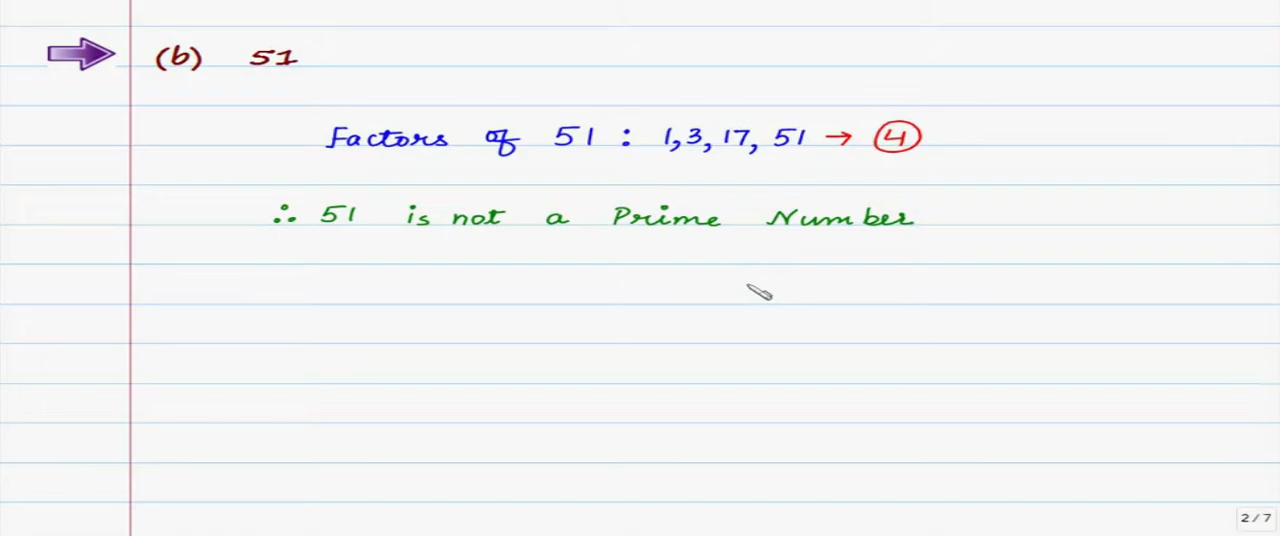 (b) 51
Factors of 51 : 1, 3, 17, 51 → 4
∴ 51 is not a Prime Number
2 / 7